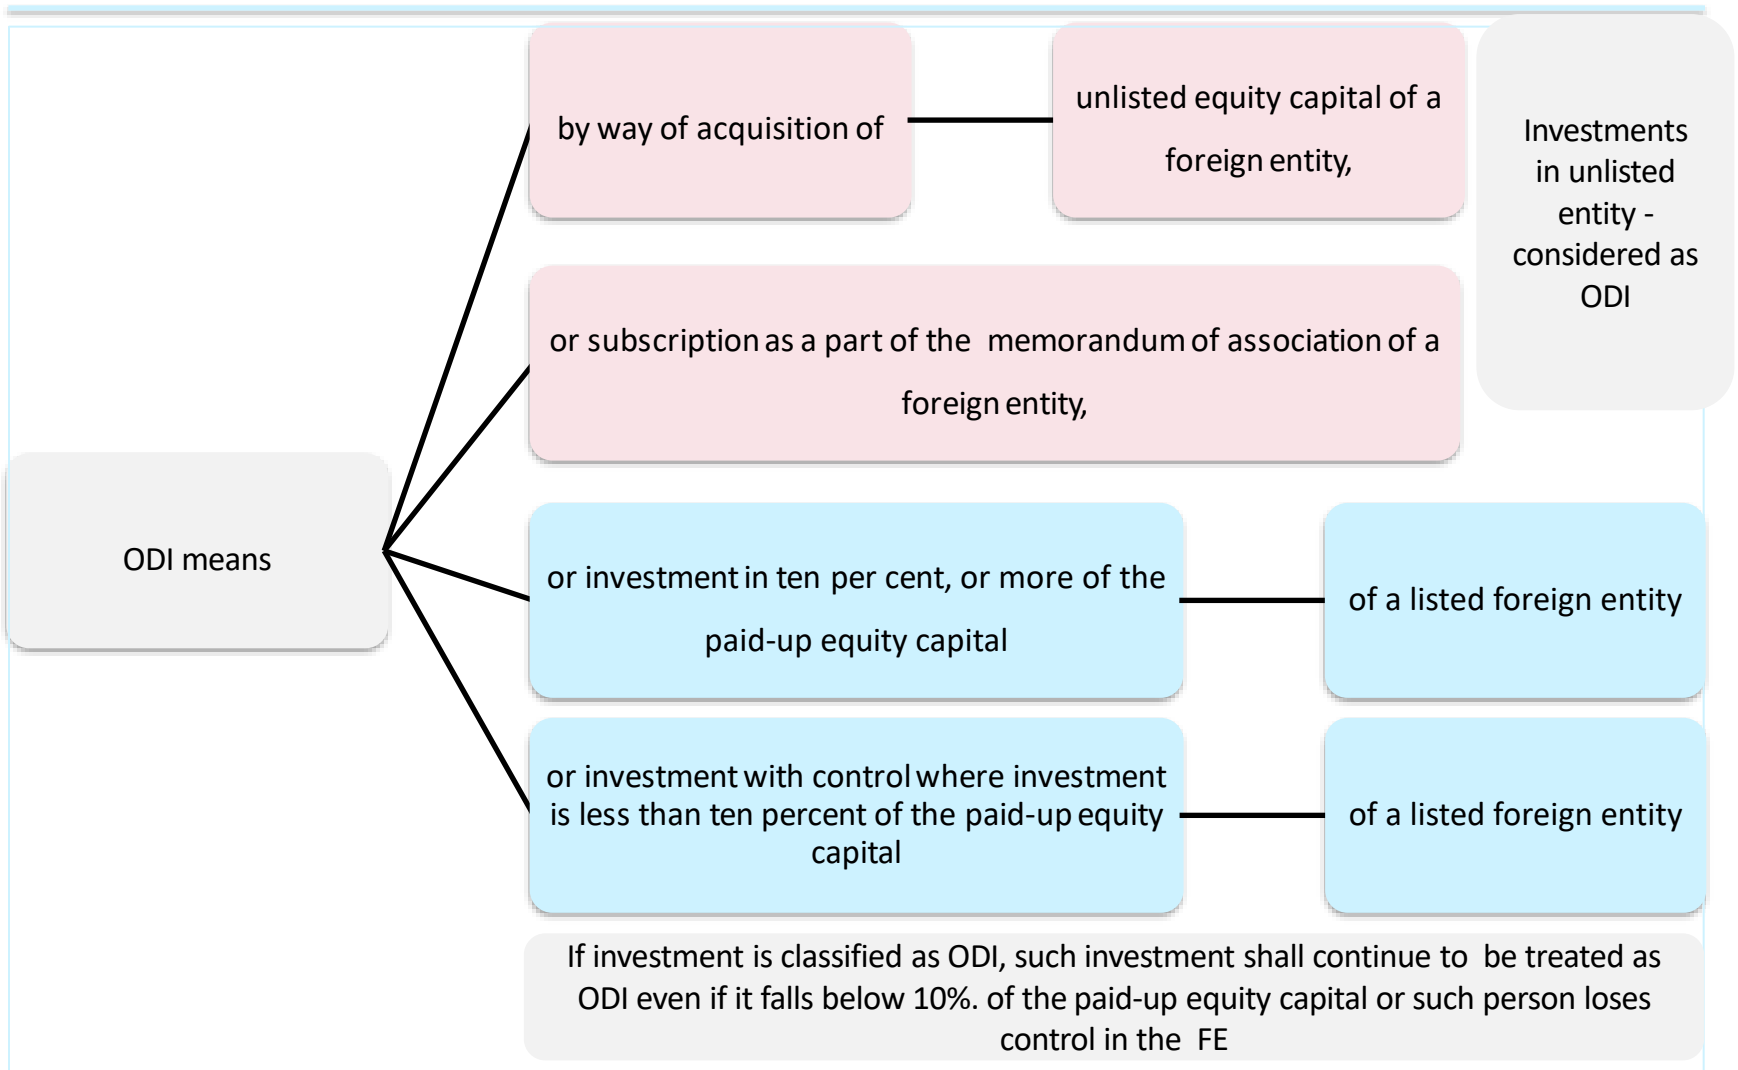 by way of acquisition of
unlisted equity capital of a
foreign entity,
Investments
in unlisted
entity -
considered as
ODI
or subscription as a part of the memorandum of association of a
foreign entity,
ODI means
or investment in ten per cent, or more of the
paid-up equity capital
of a listed foreign entity
or investment with control where investment
is less than ten percent of the paid-up equity
capital
of a listed foreign entity
If investment is classified as ODI, such investment shall continue to be treated as
ODI even if it falls below 10%. of the paid-up equity capital or such person loses
control in the FE